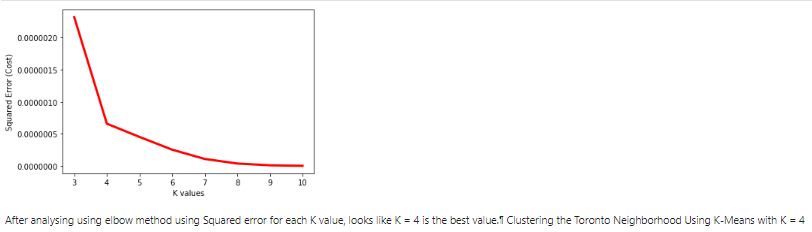 0.0000020
0.0000015
0.0000010
0.0000005
0.0000000
Squared Error (Cost)
3 4 5 6 7 8 9 10
K values
After analysing using elbow method using Squared error for each K value, looks like K = 4 is the best value.¶ Clustering the Toronto Neighborhood Using K-Means with K = 4